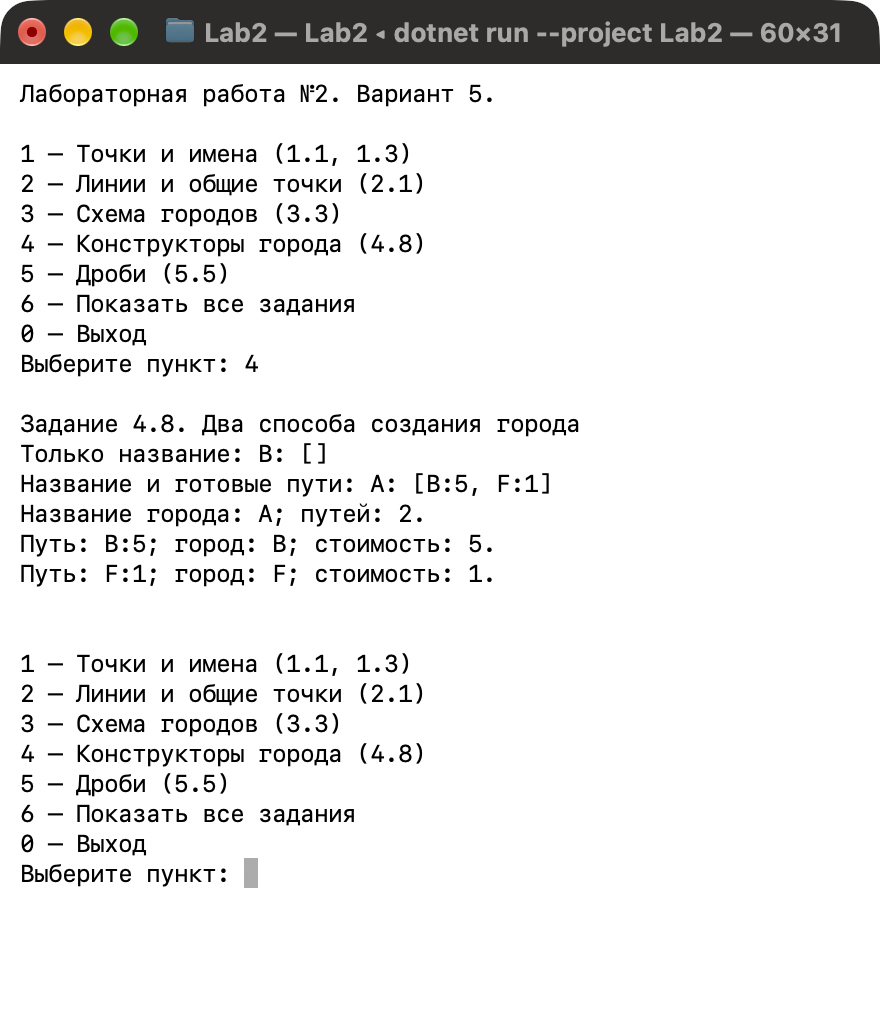 Lab2 — Lab2 ◂ dotnet run --project Lab2 — 60×31
Лабораторная работа №2. Вариант 5.
1 — Точки и имена (1.1, 1.3)
2 — Линии и общие точки (2.1)
3 — Схема городов (3.3)
4 — Конструкторы города (4.8)
5 — Дроби (5.5)
6 — Показать все задания
0 — Выход
Выберите пункт: 4
Задание 4.8. Два способа создания города
Только название: B: []
Название и готовые пути: A: [B:5, F:1]
Название города: A; путей: 2.
Путь: B:5; город: B; стоимость: 5.
Путь: F:1; город: F; стоимость: 1.
1 — Точки и имена (1.1, 1.3)
2 — Линии и общие точки (2.1)
3 — Схема городов (3.3)
4 — Конструкторы города (4.8)
5 — Дроби (5.5)
6 — Показать все задания
0 — Выход
Выберите пункт: